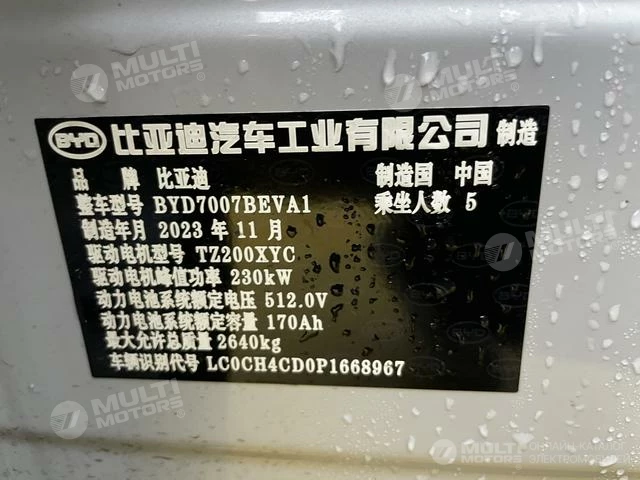 MULTI MOTORS®
MULTI MOTORS®
BYD 比亚迪汽车工业有限公司 制造
品 牌 比亚迪 制造国 中国
整车型号 BYD7007BEVA1 乘坐人数 5
制造年月 2023 年 11 月
驱动电机型号 TZ200XYC
驱动电机峰值功率 230kW
动力电池系统额定电压 512.0V
动力电池系统额定容量 170Ah
最大允许总质量 2640kg
车辆识别代号 LC0CH4CD0P1668967
MULTI MOTORS®
MULTI MOTORS
ОНЛАЙН-КАТАЛОГ
ЭЛЕКТРОМОБИЛЕЙ